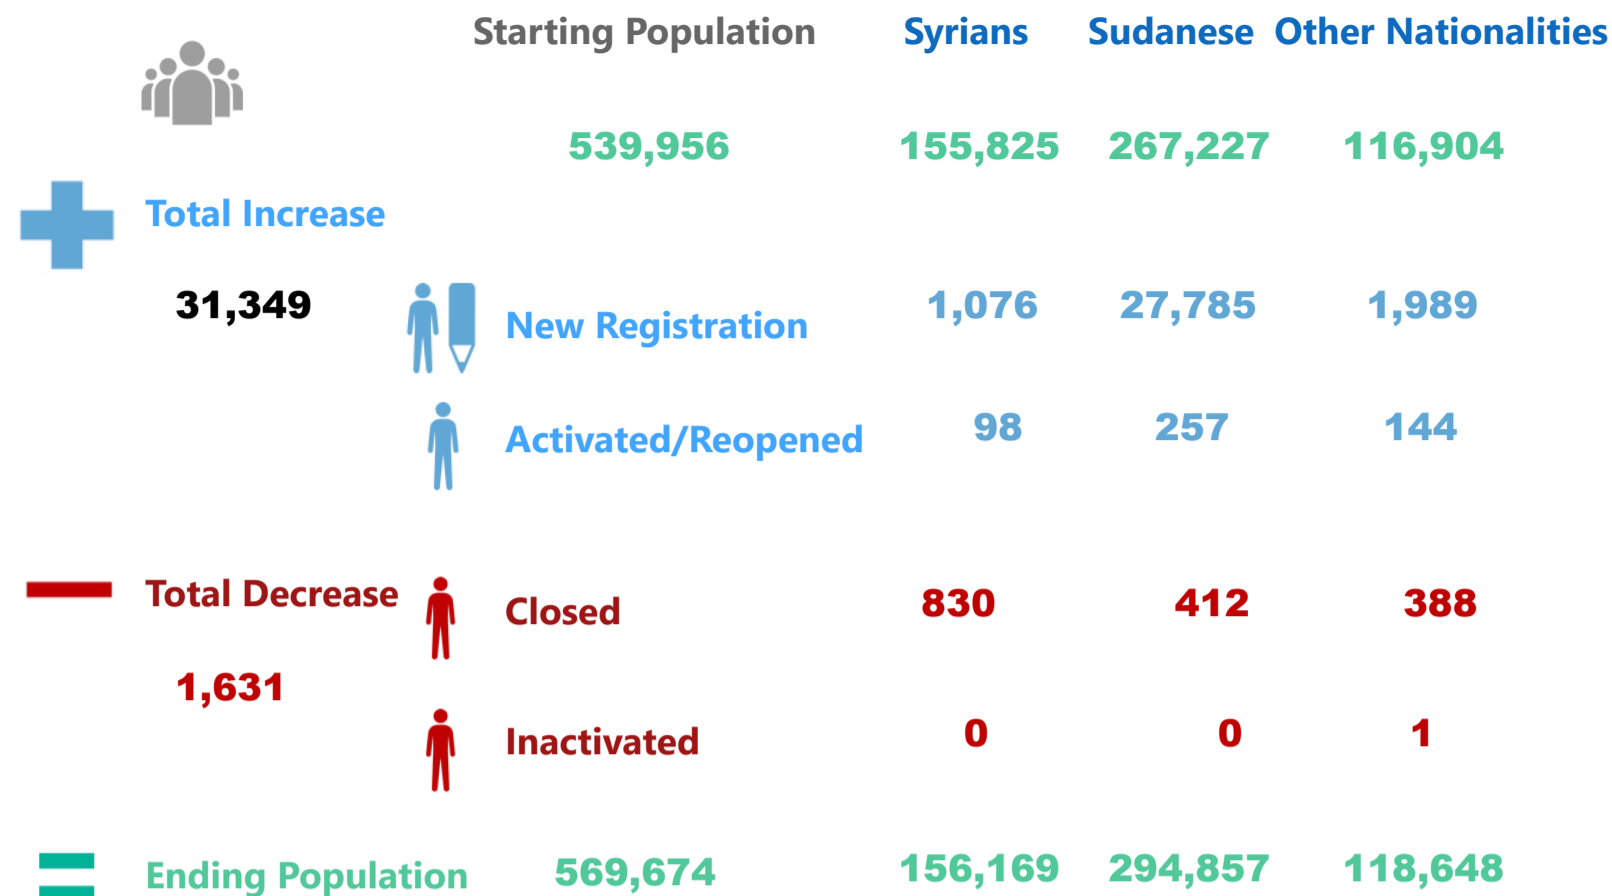 Starting Population Syrians Sudanese Other Nationalities
539,956 155,825 267,227 116,904
Total Increase
31,349 New Registration 1,076 27,785 1,989
Activated/Reopened 98 257 144
Total Decrease Closed 830 412 388
1,631
Inactivated 0 0 1
Ending Population 569,674 156,169 294,857 118,648